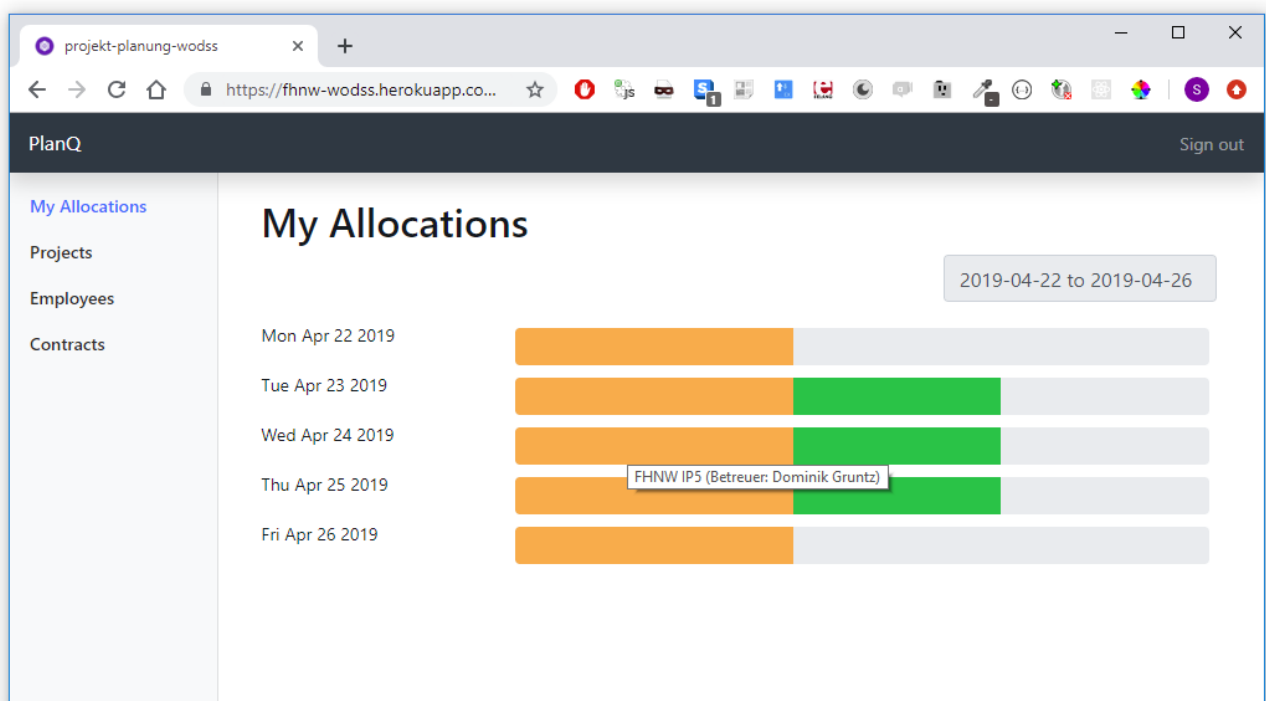 projekt-planung-wodss
https://fhnw-wodss.herokuapp.co...
js
S
1
S
PlanQ
Sign out
My Allocations
Projects
Employees
Contracts
My Allocations
2019-04-22 to 2019-04-26
Mon Apr 22 2019
Tue Apr 23 2019
Wed Apr 24 2019
Thu Apr 25 2019
Fri Apr 26 2019
FHNW IP5 (Betreuer: Dominik Gruntz)